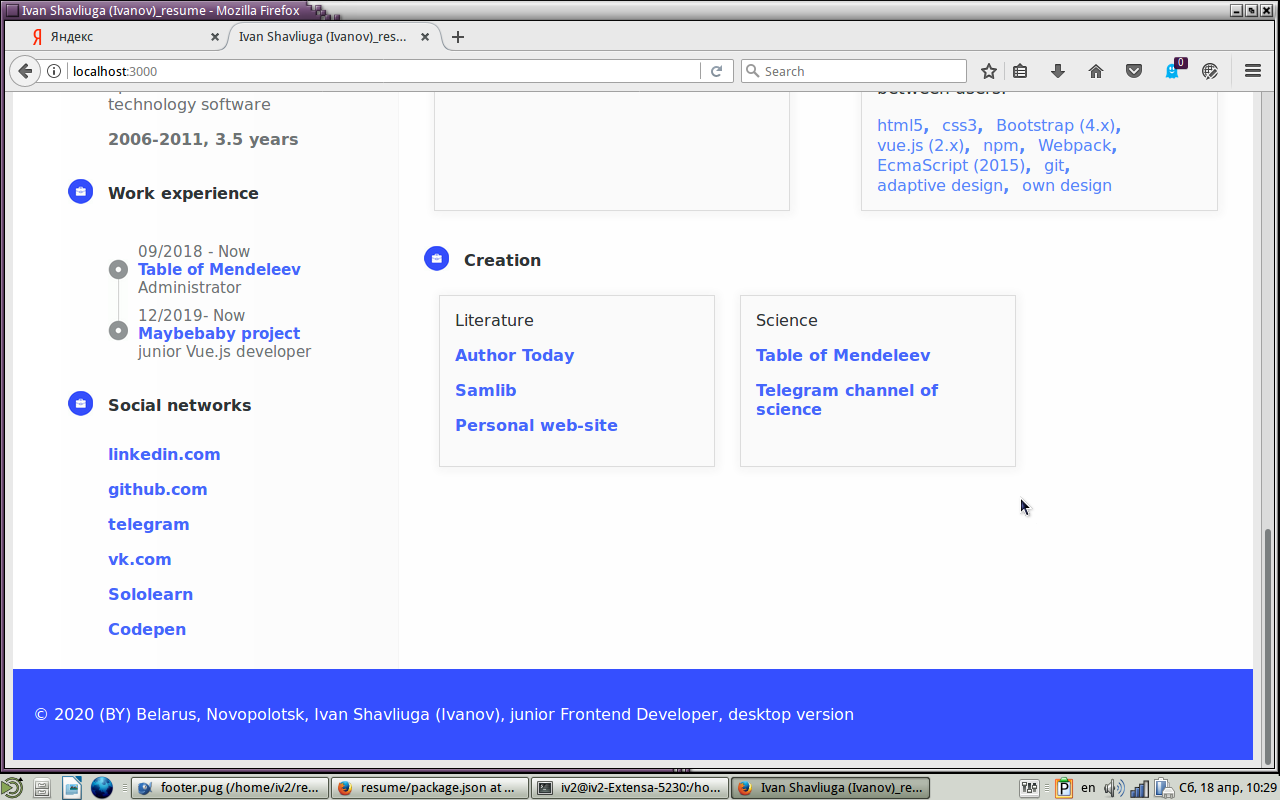 Ivan Shavliuga (Ivanov)_resume - Mozilla Firefox
Яндекс
Ivan Shavliuga (Ivanov)_res...
localhost:3000
Search
0
technology software
2006-2011, 3.5 years
Work experience
09/2018 - Now
Table of Mendeleev
Administrator
12/2019- Now
Maybebaby project
junior Vue.js developer
Social networks
linkedin.com
github.com
telegram
vk.com
Sololearn
Codepen
between users.
html5, css3, Bootstrap (4.x),
vue.js (2.x), npm, Webpack,
EcmaScript (2015), git,
adaptive design, own design
Creation
Literature
Author Today
Samlib
Personal web-site
Science
Table of Mendeleev
Telegram channel of
science
© 2020 (BY) Belarus, Novopolotsk, Ivan Shavliuga (Ivanov), junior Frontend Developer, desktop version
footer.pug (/home/iv2/re...
resume/package.json at ...
iv2@iv2-Extensa-5230:/ho...
Ivan Shavliuga (Ivanov)_re...
en
Сб, 18 апр, 10:29